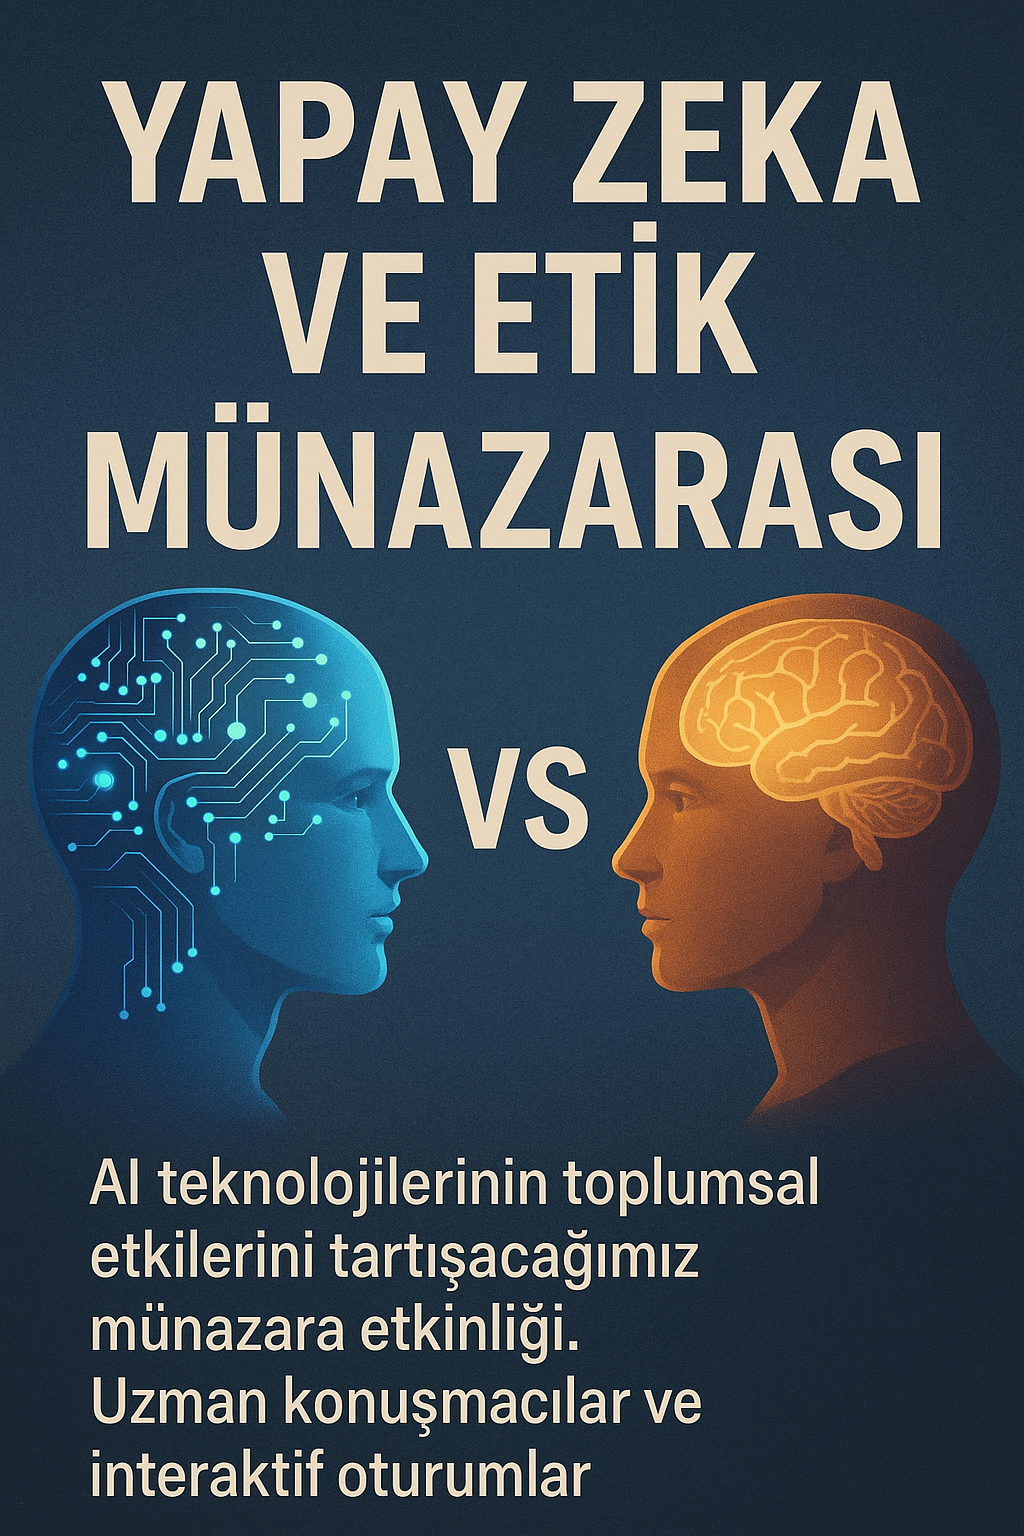 YAPAY ZEKA
VE ETİK
MÜNAZARASI
VS
AI teknolojilerinin toplumsal
etkilerini tartışacağımız
münazara etkinliği.
Uzman konuşmacılar ve
interaktif oturumlar